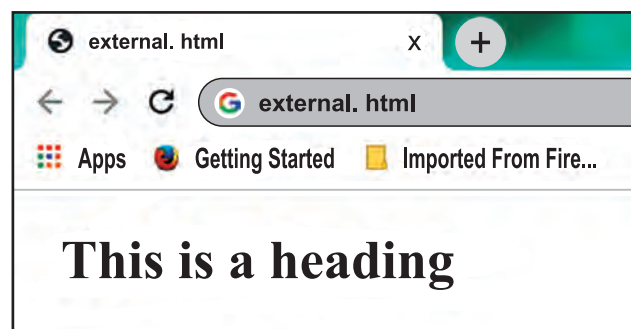 external. html x +
external. html
Apps Getting Started Imported From Fire...
This is a heading